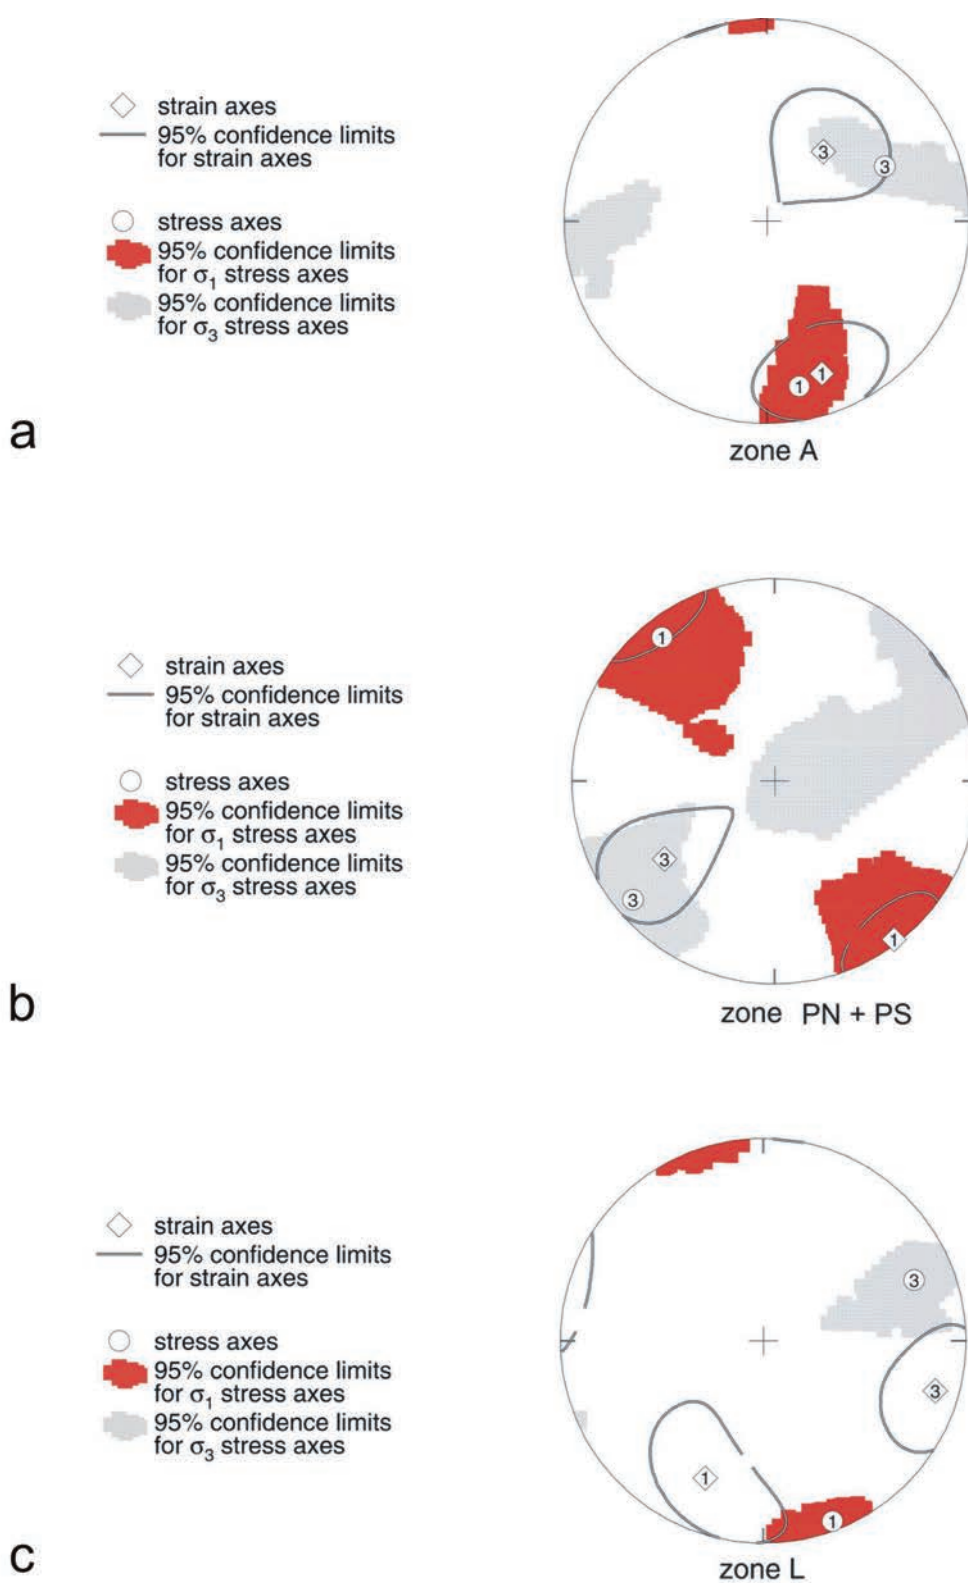 strain axes
95% confidence limits
for strain axes
stress axes
95% confidence limits
for σ1 stress axes
95% confidence limits
for σ3 stress axes
3
3
1
1
a
zone A
strain axes
95% confidence limits
for strain axes
stress axes
95% confidence limits
for σ1 stress axes
95% confidence limits
for σ3 stress axes
1
3
3
1
b
zone PN + PS
strain axes
95% confidence limits
for strain axes
stress axes
95% confidence limits
for σ1 stress axes
95% confidence limits
for σ3 stress axes
3
3
1
1
c
zone L